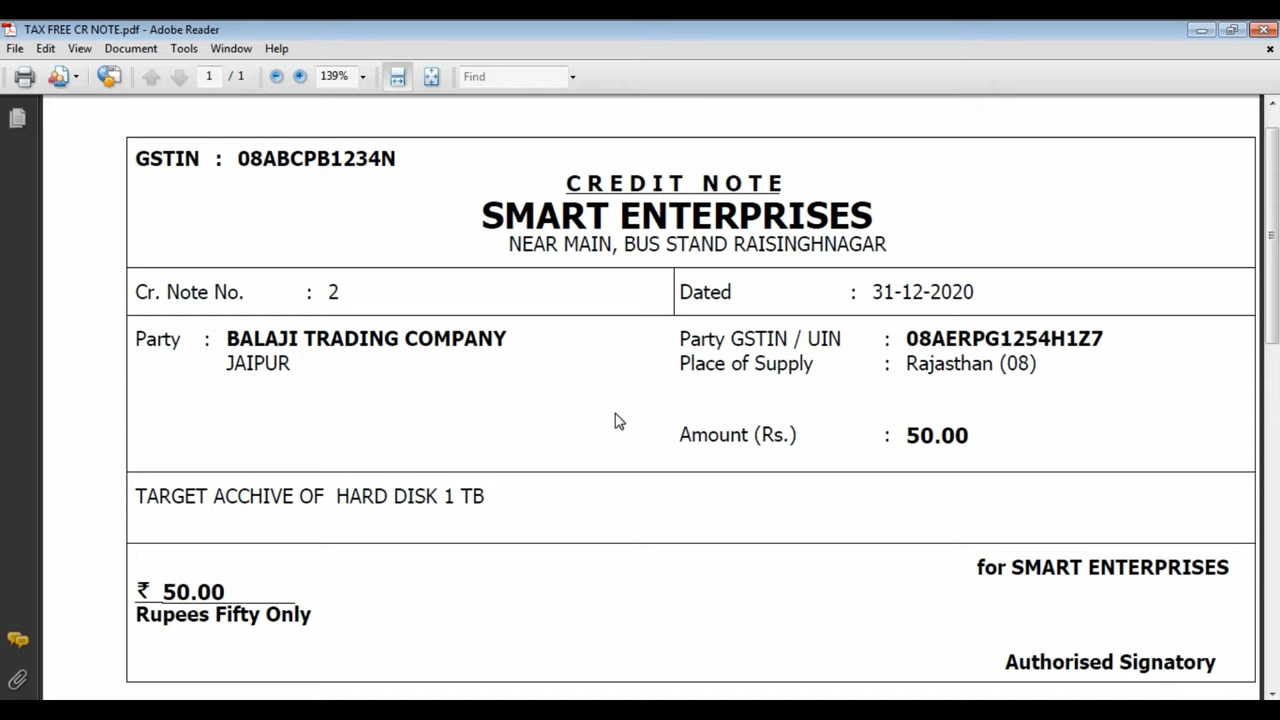 TAX FREE CR NOTE.pdf - Adobe Reader
File Edit View Document Tools Window Help
1 / 1 139% Find
GSTIN : 08ABCPB1234N
CREDIT NOTE
SMART ENTERPRISES
NEAR MAIN, BUS STAND RAISINGHNAGAR
Cr. Note No. : 2 Dated : 31-12-2020
Party : BALAJI TRADING COMPANY Party GSTIN / UIN : 08AERPG1254H1Z7
JAIPUR Place of Supply : Rajasthan (08)
Amount (Rs.) : 50.00
TARGET ACCHIVE OF HARD DISK 1 TB
for SMART ENTERPRISES
₹ 50.00
Rupees Fifty Only
Authorised Signatory